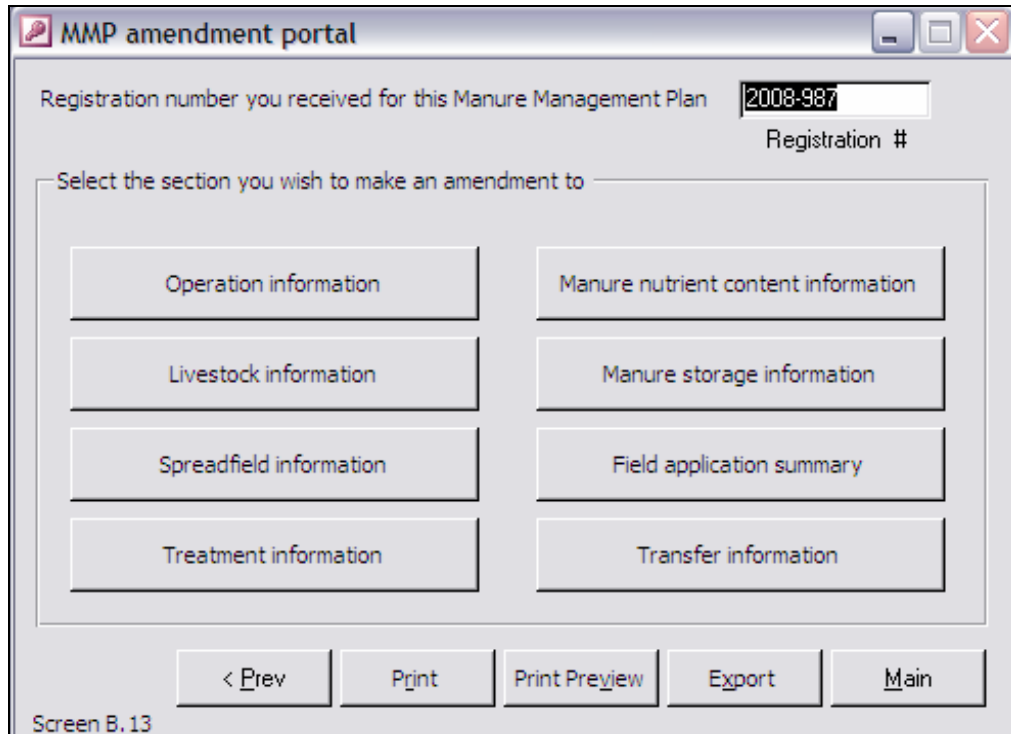 MMP amendment portal
Registration number you received for this Manure Management Plan 2008-987
Registration #
Select the section you wish to make an amendment to
Operation information Manure nutrient content information
Livestock information Manure storage information
Spreadfield information Field application summary
Treatment information Transfer information
< Prev Print Print Preview Export Main
Screen B.13